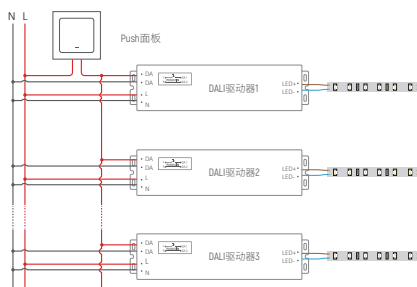 N L
Push面板
DA
DA
L
N
DALI驱动器1
LED+
LED-
DA
DA
L
N
DALI驱动器2
LED+
LED-
DA
DA
L
N
DALI驱动器3
LED+
LED-